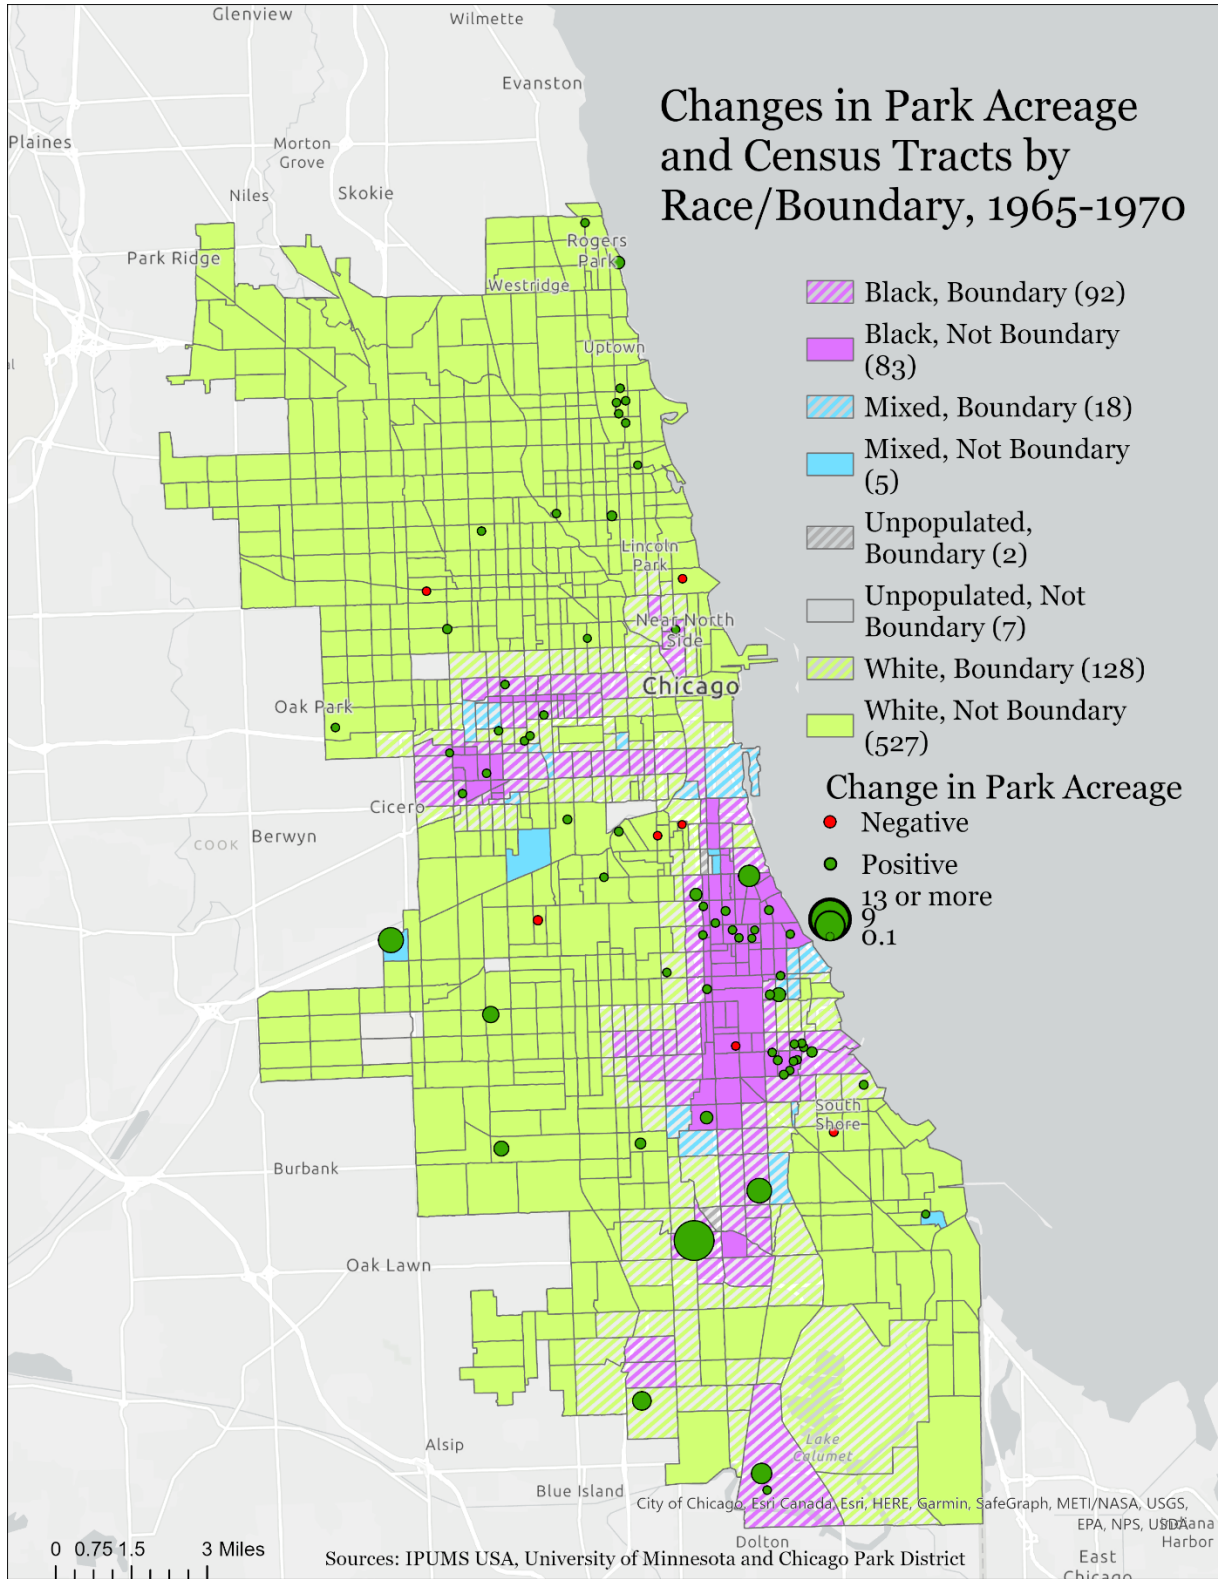 Glenview
Wilmette
Evanston
Plaines
Morton
Grove
Niles
Skokie
Changes in Park Acreage
and Census Tracts by
Race/Boundary, 1965-1970
Rogers
Park
Park Ridge
Westridge
Uptown
Black, Boundary (92)
Black, Not Boundary
(83)
Mixed, Boundary (18)
Mixed, Not Boundary
(5)
Unpopulated,
Boundary (2)
Unpopulated, Not
Boundary (7)
White, Boundary (128)
White, Not Boundary
(527)
Change in Park Acreage
Negative
Positive
13 or more
9
0.1
Lincoln
Park
Near North
Side
Chicago
Oak Park
Cicero
Berwyn
COOK
South
Shore
Burbank
Oak Lawn
Alsip
Lake
Calumet
Blue Island
City of Chicago, Esri Canada, Esri, HERE, Garmin, SafeGraph, METI/NASA, USGS,
EPA, NPS, USDA
Indiana
Harbor
Dolton
East
Chicago
0 0.75 1.5 3 Miles
Sources: IPUMS USA, University of Minnesota and Chicago Park District